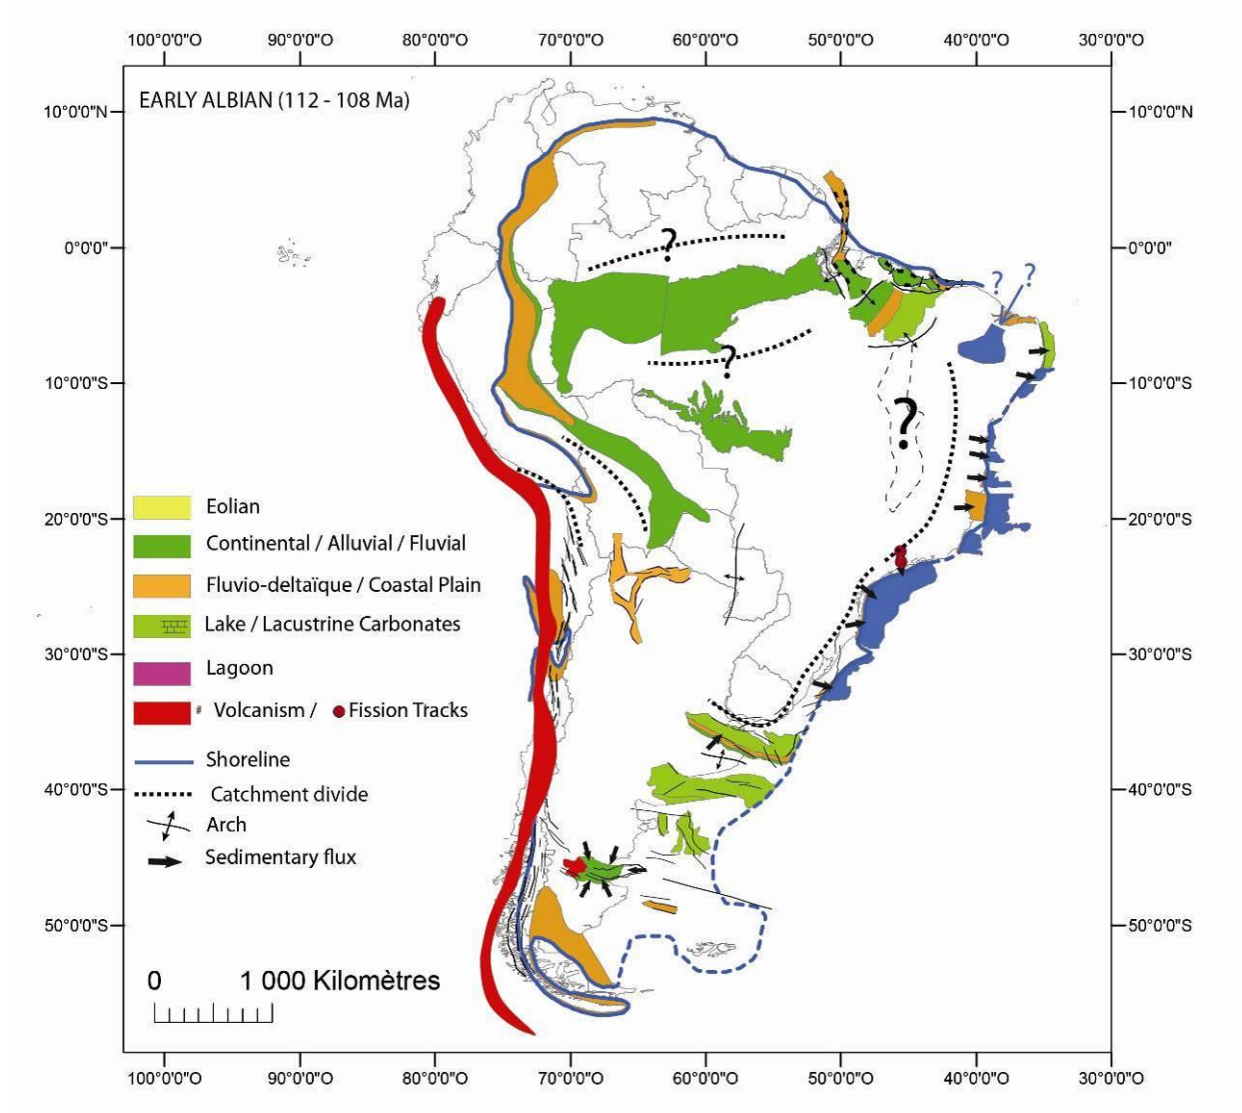 100°0'0"O 90°0'0"O 80°0'0"O 70°0'0"O 60°0'0"O 50°0'0"O 40°0'0"O 30°0'0"O
EARLY ALBIAN (112 - 108 Ma)
10°0'0"N 10°0'0"N
0°0'0" 0°0'0"
?
? ?
?
10°0'0"S 10°0'0"S
?
20°0'0"S 20°0'0"S
30°0'0"S 30°0'0"S
40°0'0"S 40°0'0"S
50°0'0"S 50°0'0"S
Eolian
Continental / Alluvial / Fluvial
Fluvio-deltaïque / Coastal Plain
Lake / Lacustrine Carbonates
Lagoon
Volcanism / Fission Tracks
Shoreline
Catchment divide
Arch
Sedimentary flux
0 1 000 Kilomètres
100°0'0"O 90°0'0"O 80°0'0"O 70°0'0"O 60°0'0"O 50°0'0"O 40°0'0"O 30°0'0"O